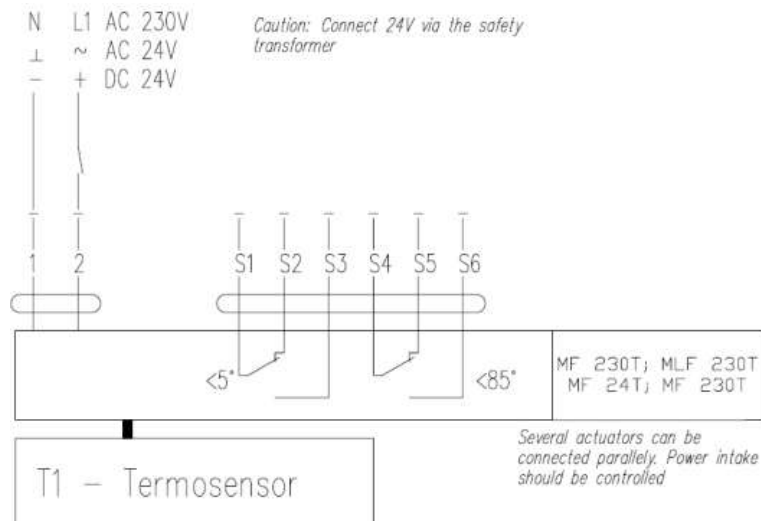 N L1 AC 230V
⊥ ~ AC 24V
– + DC 24V
Caution: Connect 24V via the safety
transformer
1 2 S1 S2 S3 S4 S5 S6
<5° <85°
MF 230T; MLF 230T
MF 24T; MF 230T
T1 – Termosensor
Several actuators can be
connected parallely. Power intake
should be controlled